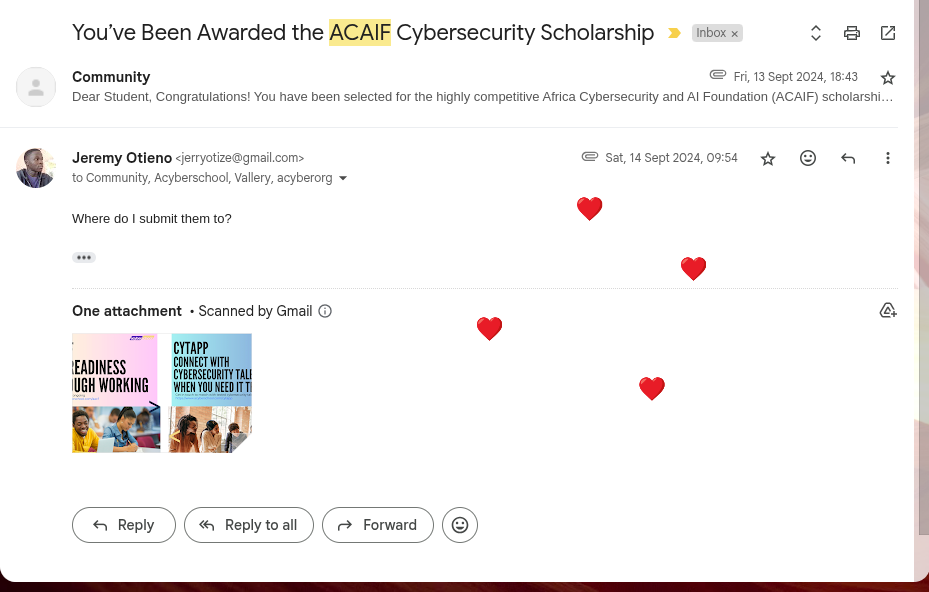 You’ve Been Awarded the ACAIF Cybersecurity Scholarship
Inbox ×
Community
Fri, 13 Sept 2024, 18:43
Dear Student, Congratulations! You have been selected for the highly competitive Africa Cybersecurity and AI Foundation (ACAIF) scholarshi…
Jeremy Otieno <jerryotize@gmail.com>
Sat, 14 Sept 2024, 09:54
to Community, Acyberschool, Vallery, acyberorg
Where do I submit them to?
One attachment • Scanned by Gmail
READINESS
UGH WORKING
CYTAPP
CONNECT WITH
CYBERSECURITY TAL
WHEN YOU NEED IT T
Reply
Reply to all
Forward